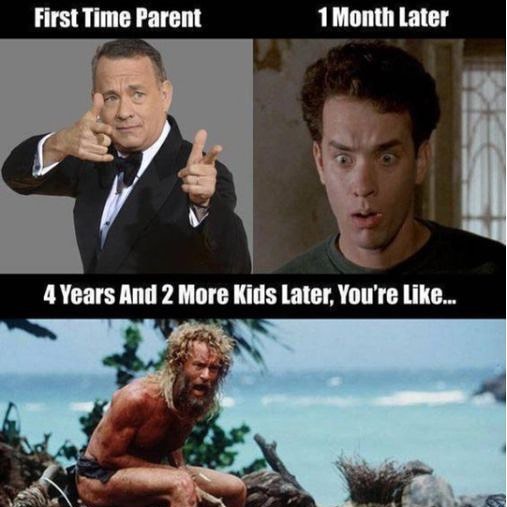 First Time Parent
1 Month Later
4 Years And 2 More Kids Later, You're Like...